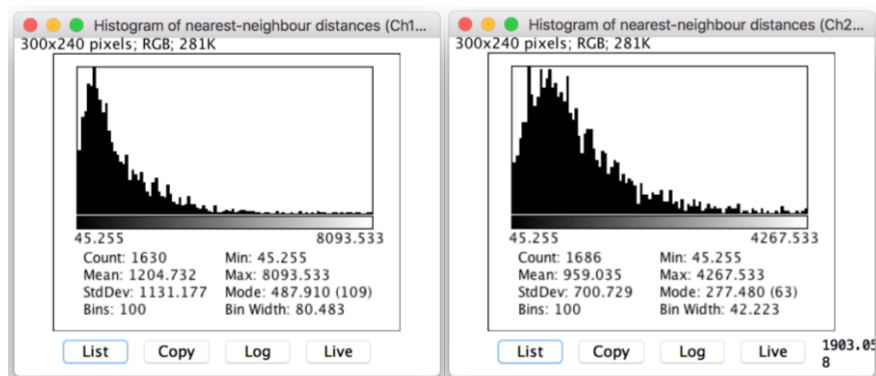 Histogram of nearest-neighbour distances (Ch1...
300x240 pixels; RGB; 281K
45.255 8093.533
Count: 1630 Min: 45.255
Mean: 1204.732 Max: 8093.533
StdDev: 1131.177 Mode: 487.910 (109)
Bins: 100 Bin Width: 80.483
List Copy Log Live
Histogram of nearest-neighbour distances (Ch2...
300x240 pixels; RGB; 281K
45.255 4267.533
Count: 1686 Min: 45.255
Mean: 959.035 Max: 4267.533
StdDev: 700.729 Mode: 277.480 (63)
Bins: 100 Bin Width: 42.223
List Copy Log Live
1903.05
8